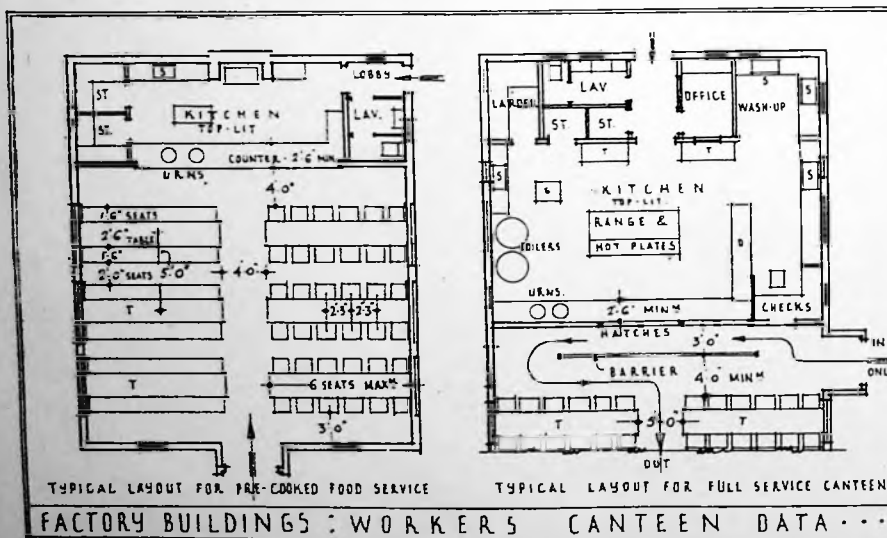 S
LOBBY
ST.
ST.
KITCHEN
TOP-LIT
LAV.
COUNTER - 2'6" MIN.
URNS
4'0"
1'6" SEATS
2'6" TABLE
1'6"
2'0" SEATS
5'0"
4'0"
T
2'3"
2'3"
T
6 SEATS MAXM
3'0"
TYPICAL LAYOUT FOR PRE-COOKED FOOD SERVICE
LARDER
LAV
ST.
ST.
OFFICE
S
WASH-UP
S
T
T
S
S
S
KITCHEN
TOP-LIT
RANGE &
HOT PLATES
BOILERS
D
URNS.
2'-6" MINM
CHECKS
HATCHES
3'0"
IN
ONLY
BARRIER
4'0" MINM
T
5'0"
T
OUT
TYPICAL LAYOUT FOR FULL SERVICE CANTEEN
FACTORY BUILDINGS : WORKERS CANTEEN DATA ...